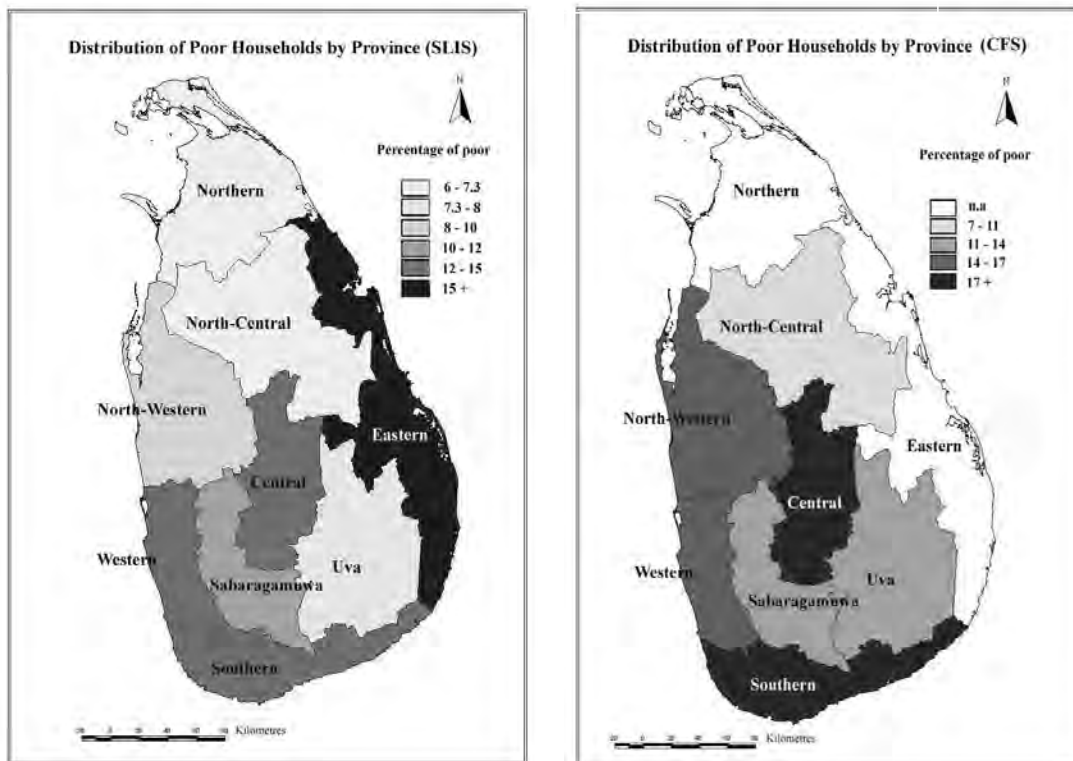 Distribution of Poor Households by Province (SLIS)
N
Percentage of poor
6 - 7.3
7.3 - 8
8 - 10
10 - 12
12 - 15
15 +
Northern
North-Central
North-Western
Eastern
Central
Western
Uva
Sabaragamuwa
Southern
Kilometres
Distribution of Poor Households by Province (CFS)
N
Percentage of poor
n.a
7 - 11
11 - 14
14 - 17
17 +
Northern
North-Central
North-Western
Eastern
Central
Western
Uva
Sabaragamuwa
Southern
Kilometres